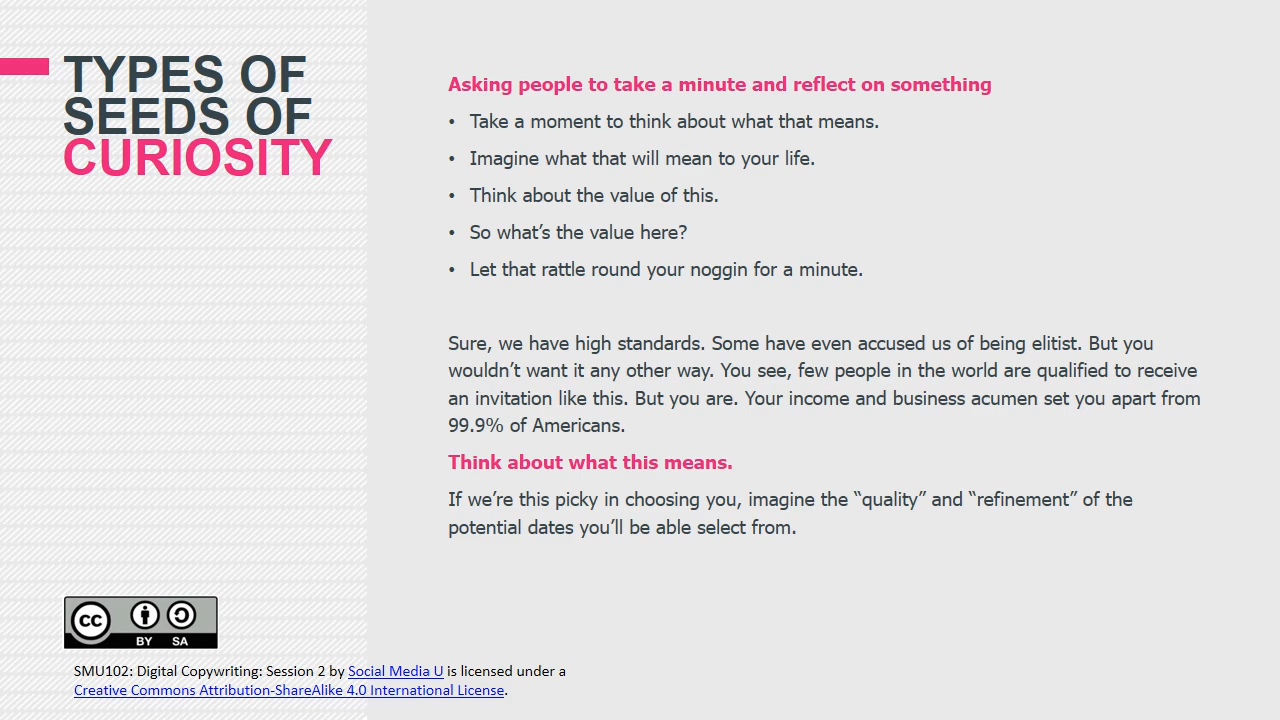 TYPES OF
SEEDS OF
CURIOSITY
Asking people to take a minute and reflect on something
• Take a moment to think about what that means.
• Imagine what that will mean to your life.
• Think about the value of this.
• So what’s the value here?
• Let that rattle round your noggin for a minute.
Sure, we have high standards. Some have even accused us of being elitist. But you
wouldn’t want it any other way. You see, few people in the world are qualified to receive
an invitation like this. But you are. Your income and business acumen set you apart from
99.9% of Americans.
Think about what this means.
If we’re this picky in choosing you, imagine the “quality” and “refinement” of the
potential dates you’ll be able select from.
CC
BY SA
SMU102: Digital Copywriting: Session 2 by Social Media U is licensed under a
Creative Commons Attribution-ShareAlike 4.0 International License.